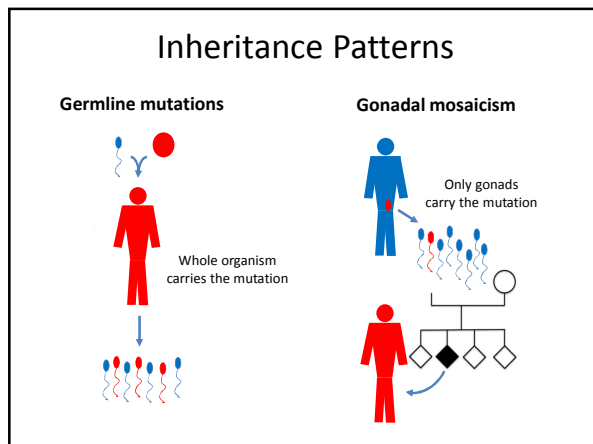 Inheritance Patterns
Germline mutations
Whole organism
carries the mutation
Gonadal mosaicism
Only gonads
carry the mutation